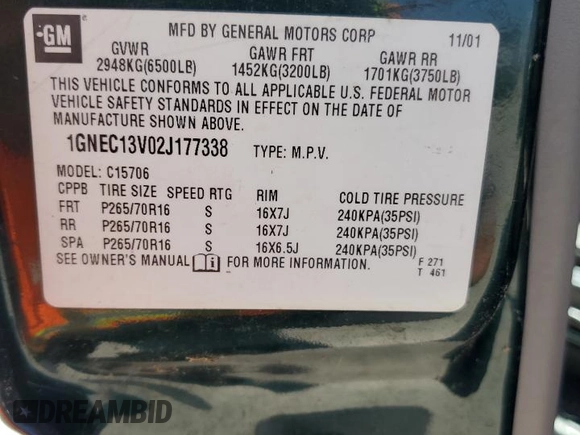 GM
MFD BY GENERAL MOTORS CORP 11/01
GVWR GAWR FRT GAWR RR
2948KG(6500LB) 1452KG(3200LB) 1701KG(3750LB)
THIS VEHICLE CONFORMS TO ALL APPLICABLE U.S. FEDERAL MOTOR
VEHICLE SAFETY STANDARDS IN EFFECT ON THE DATE OF
MANUFACTURE SHOWN ABOVE.
1GNEC13V02J177338 TYPE: M.P.V.
MODEL: C15706
CPPB TIRE SIZE SPEED RTG RIM COLD TIRE PRESSURE
FRT P265/70R16 S 16X7J 240KPA(35PSI)
RR P265/70R16 S 16X7J 240KPA(35PSI)
SPA P265/70R16 S 16X6.5J 240KPA(35PSI)
SEE OWNER'S MANUAL i FOR MORE INFORMATION. F 271
T 461
DREAMBID